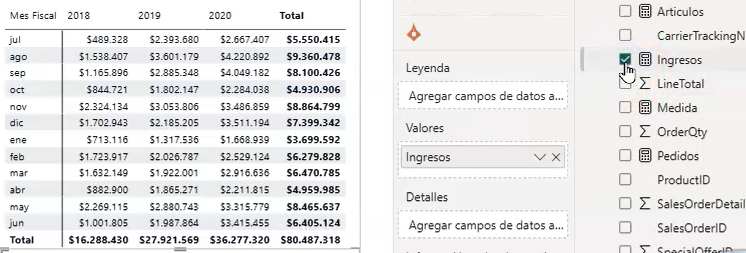 Mes Fiscal 2018 2019 2020 Total
jul $489.328 $2.393.680 $2.667.407 $5.550.415
ago $1.538.407 $3.601.179 $4.220.892 $9.360.478
sep $1.165.896 $2.885.348 $4.049.182 $8.100.426
oct $844.721 $1.802.147 $2.284.038 $4.930.906
nov $2.324.134 $3.053.806 $3.486.859 $8.864.799
dic $1.702.943 $2.185.205 $3.511.194 $7.399.342
ene $713.116 $1.317.536 $1.668.939 $3.699.592
feb $1.723.917 $2.026.787 $2.529.124 $6.279.828
mar $1.632.149 $1.922.001 $2.916.636 $6.470.785
abr $882.900 $1.865.271 $2.211.815 $4.959.985
may $2.269.115 $2.880.743 $3.315.779 $8.465.637
jun $1.001.805 $1.987.864 $3.415.455 $6.405.124
Total $16.288.430 $27.921.569 $36.277.320 $80.487.318
Leyenda
Agregar campos de datos a...
Valores
Ingresos
Detalles
Agregar campos de datos a...
Articulos
CarrierTrackingN
Ingresos
LineTotal
Medida
OrderQty
Pedidos
ProductID
SalesOrderDetail
SalesOrderID
SpecialOfferID